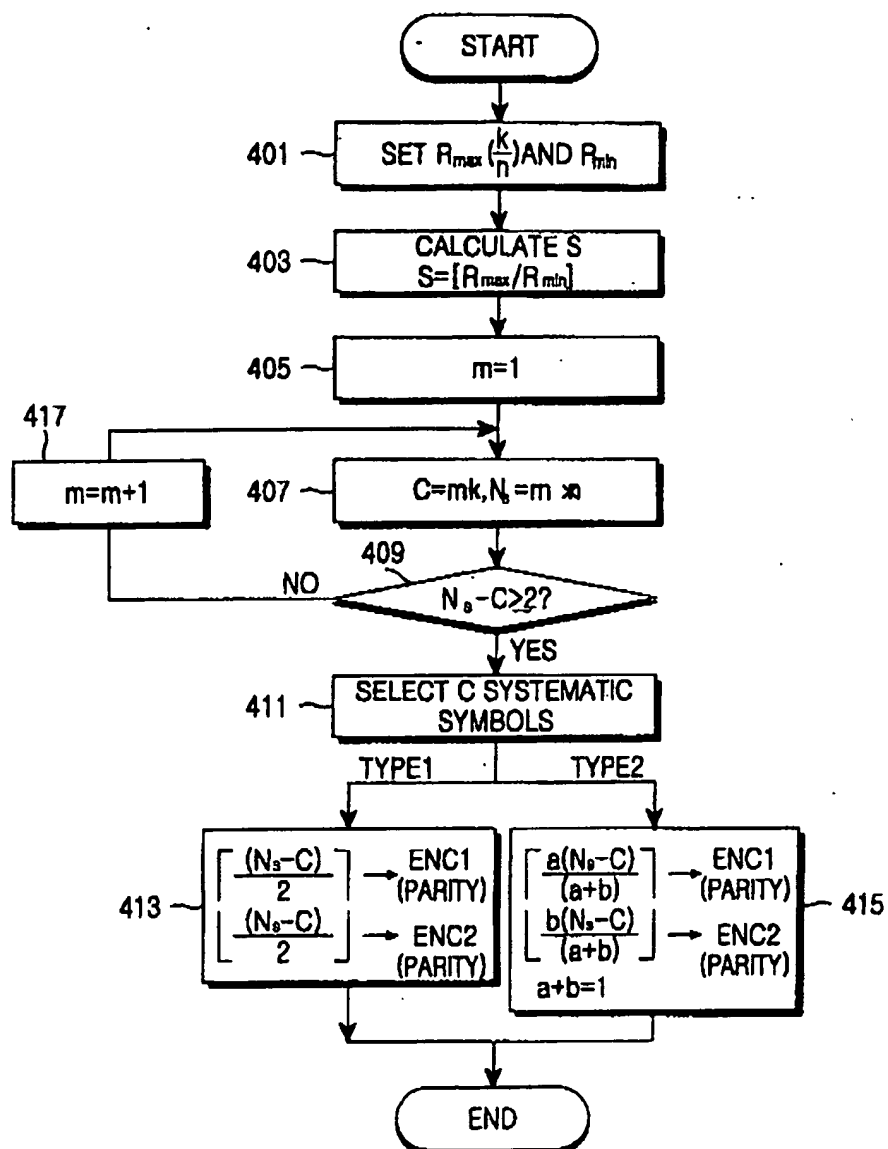 START
401
SET Rmax(k/n) AND Rmin
403
CALCULATE S
S=[Rmax/Rmin]
405
m=1
417
m=m+1
407
C=mk, Ns=m×n
409
NO
Ns-C≥2?
YES
411
SELECT C SYSTEMATIC
SYMBOLS
TYPE1
TYPE2
413
(Ns-C)/2 → ENC1
(PARITY)
(Ns-C)/2 → ENC2
(PARITY)
415
a(Ns-C)/(a+b) → ENC1
(PARITY)
b(Ns-C)/(a+b) → ENC2
(PARITY)
a+b=1
END